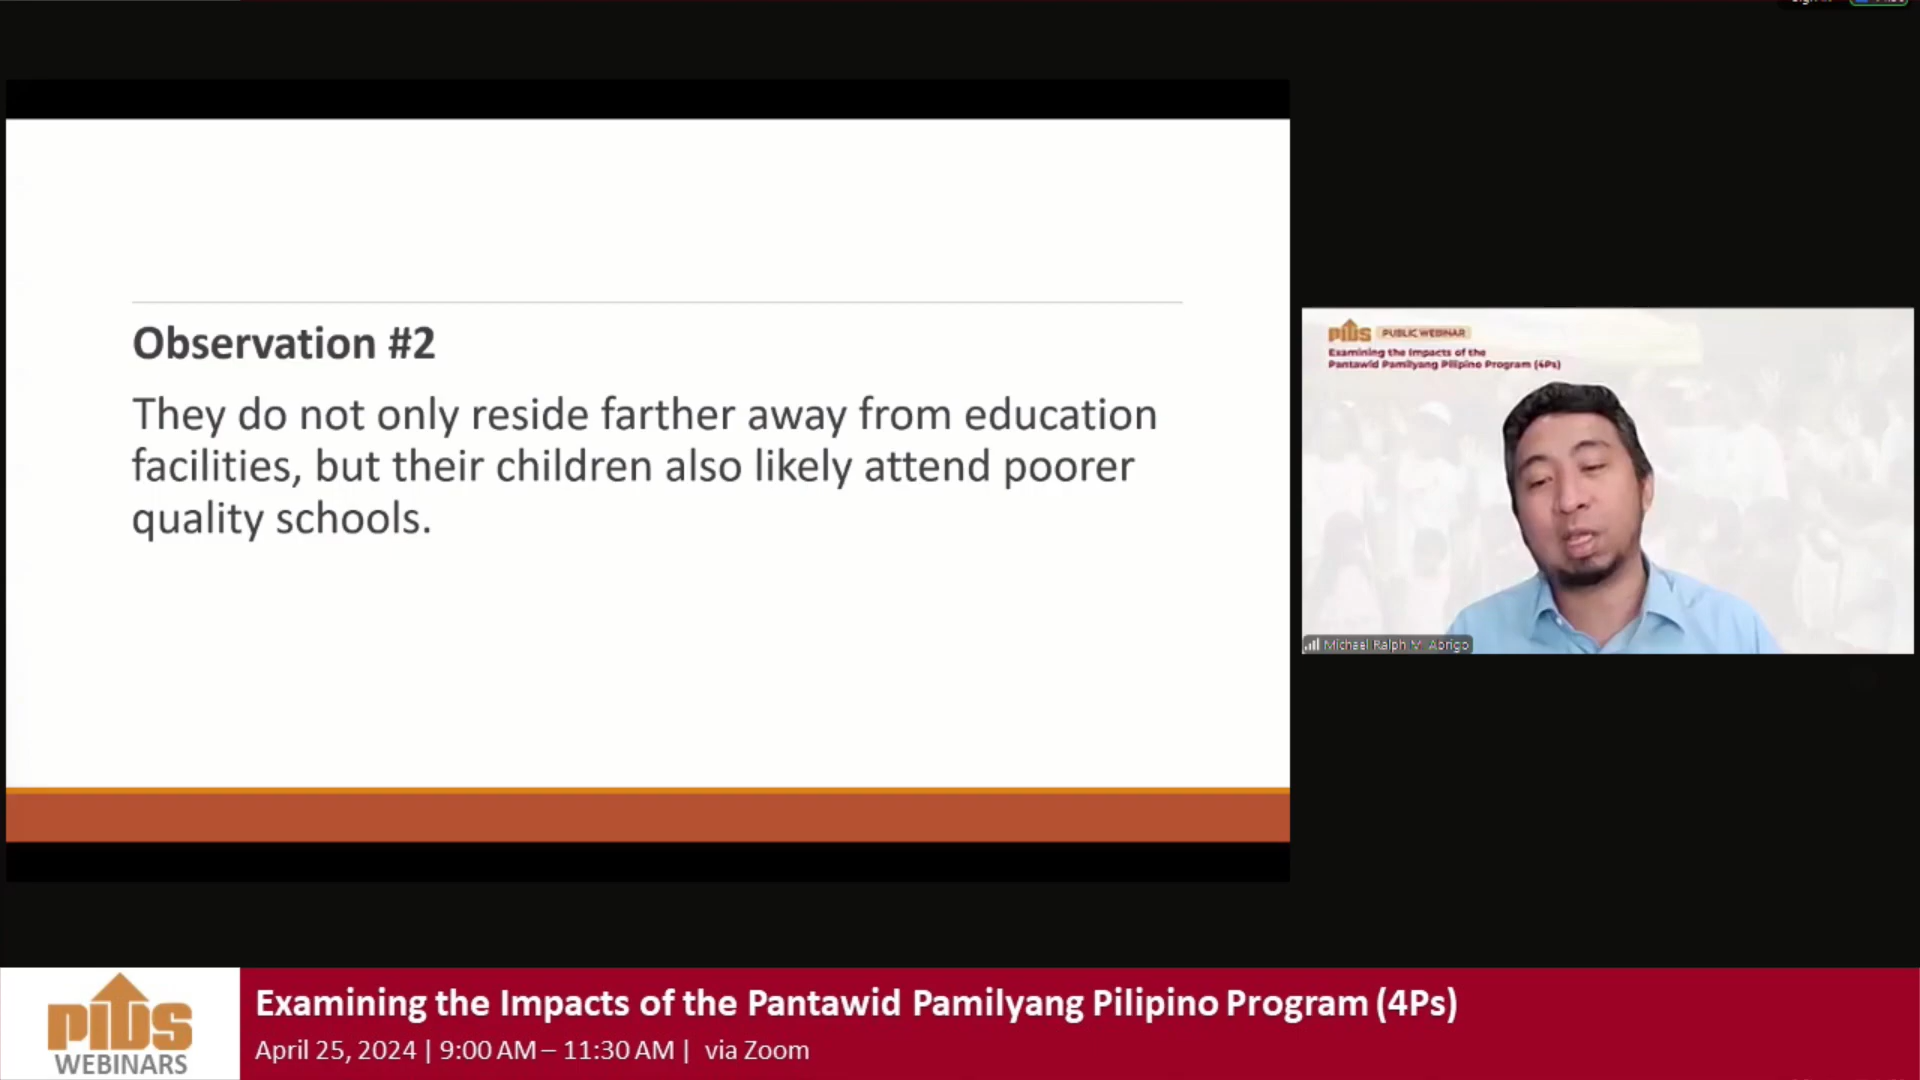 Observation #2
They do not only reside farther away from education
facilities, but their children also likely attend poorer
quality schools.
pids
PUBLIC WEBINAR
Examining the Impacts of the
Pantawid Pamilyang Pilipino Program (4Ps)
Michael Ralph M. Abrigo
pids
WEBINARS
Examining the Impacts of the Pantawid Pamilyang Pilipino Program (4Ps)
April 25, 2024 | 9:00 AM – 11:30 AM | via Zoom